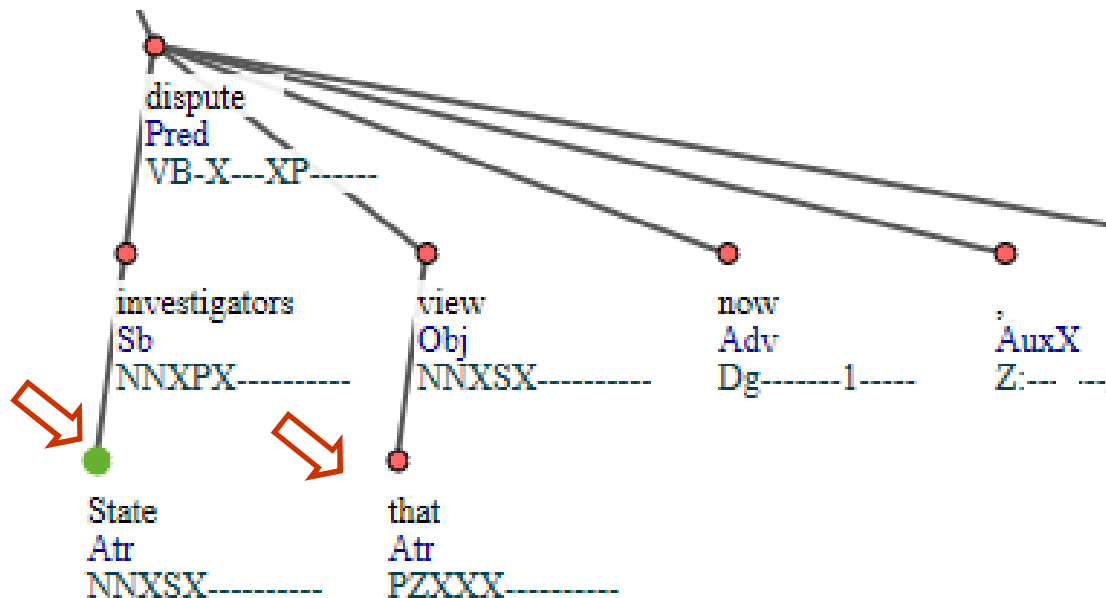 dispute
Pred
VB-X---XP------
investigators
Sb
NNXPX----------
view
Obj
NNXSX----------
now
Adv
Dg-------1-----
,
AuxX
Z:--- ---
State
Atr
NNXSX----------
that
Atr
PZXXX----------